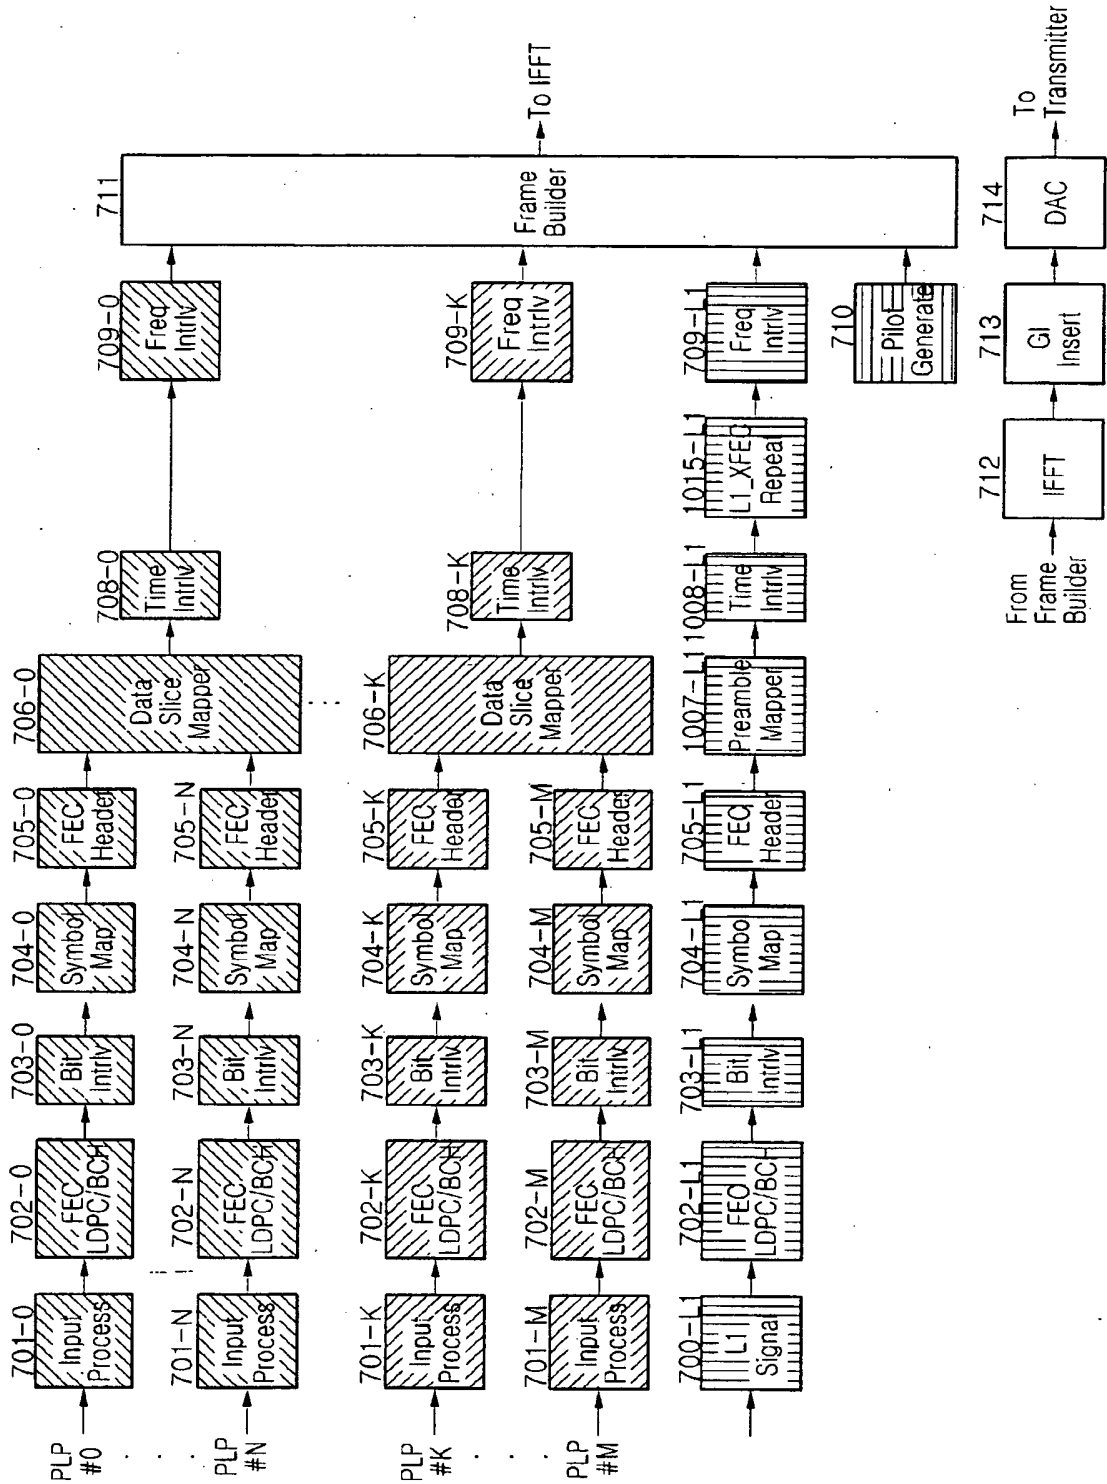 PLP
#0
701-0
Input
Process
702-0
FEC
LDPC/BCH
703-0
Bit
Intrlv
704-0
Symbol
Map
705-0
FEC
Header
706-0
Data
Slice
Mapper
708-0
Time
Intrlv
709-0
Freq
Intrlv
711
Frame
Builder
To IFFT
PLP
#N
701-N
Input
Process
702-N
FEC
LDPC/BCH
703-N
Bit
Intrlv
704-N
Symbol
Map
705-N
FEC
Header
PLP
#K
701-K
Input
Process
702-K
FEC
LDPC/BCH
703-K
Bit
Intrlv
704-K
Symbol
Map
705-K
FEC
Header
706-K
Data
Slice
Mapper
708-K
Time
Intrlv
709-K
Freq
Intrlv
PLP
#M
701-M
Input
Process
702-M
FEC
LDPC/BCH
703-M
Bit
Intrlv
704-M
Symbol
Map
705-M
FEC
Header
700-L1
L1
Signal
702-L1
FEC
LDPC/BCH
703-L1
Bit
Intrlv
704-L1
Symbol
Map
705-L1
FEC
Header
1007-L1
Preamble
Mapper
1008-L1
Time
Intrlv
1015-L1
L1_XFEC
Repeat
709-L1
Freq
Intrlv
710
Pilot
Generate
From
Frame
Builder
712
IFFT
713
GI
Insert
714
DAC
To
Transmitter